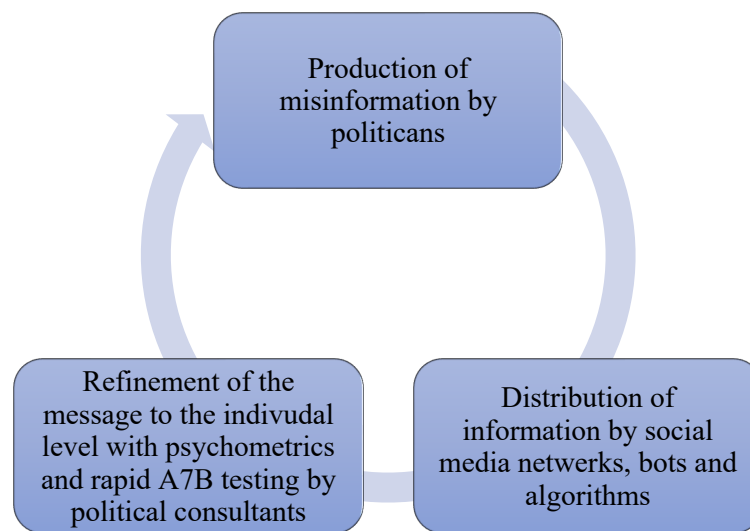 Production of
misinformation by
politicans
Distribution of
information by social
media netwerks, bots and
algorithms
Refinement of the
message to the indivudal
level with psychometrics
and rapid A7B testing by
political consultants